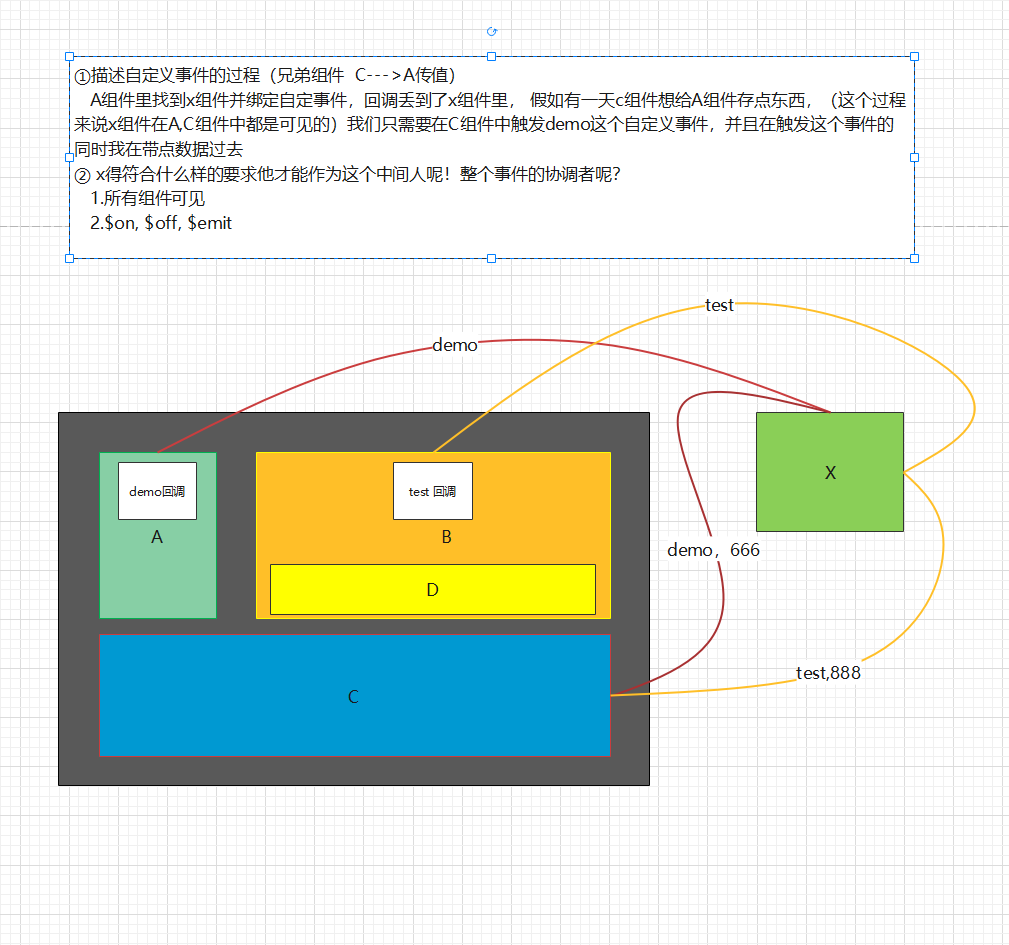 ①描述自定义事件的过程（兄弟组件  C--->A传值）
A组件里找到x组件并绑定自定事件，回调丢到了x组件里， 假如有一天c组件想给A组件存点东西，（这个过程
来说x组件在A,C组件中都是可见的）我们只需要在C组件中触发demo这个自定义事件，并且在触发这个事件的
同时我在带点数据过去
② x得符合什么样的要求他才能作为这个中间人呢！整个事件的协调者呢？
1.所有组件可见
2.$on, $off, $emit
test
demo
demo回调
A
test 回调
B
X
demo，666
D
test,888
C